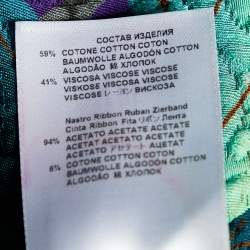 СОСТАВ ИЗДЕЛИЯ
59% COTONE COTTON COTON
BAUMWOLLE ALGODÓN COTTON
ALGODÃO 綿 ХЛОПОК
41% VISCOSA VISCOSE VISCOSE
VISKOSE VISCOSA VISCOSE
VISCOSE レーヨン ВИСКОЗА
Nastro Ribbon Ruban Zierband
Cinta Ribbon Fita リボン Лента
94% ACETATO ACETATE ACETATE
ACETAT ACETATO ACETATE
ACETATO アセテート АЦЕТАТ
6% COTONE COTTON COTON
BAUMWOLLE ALGODÓN COTTON
ALGODÃO 綿 ХЛОПОК